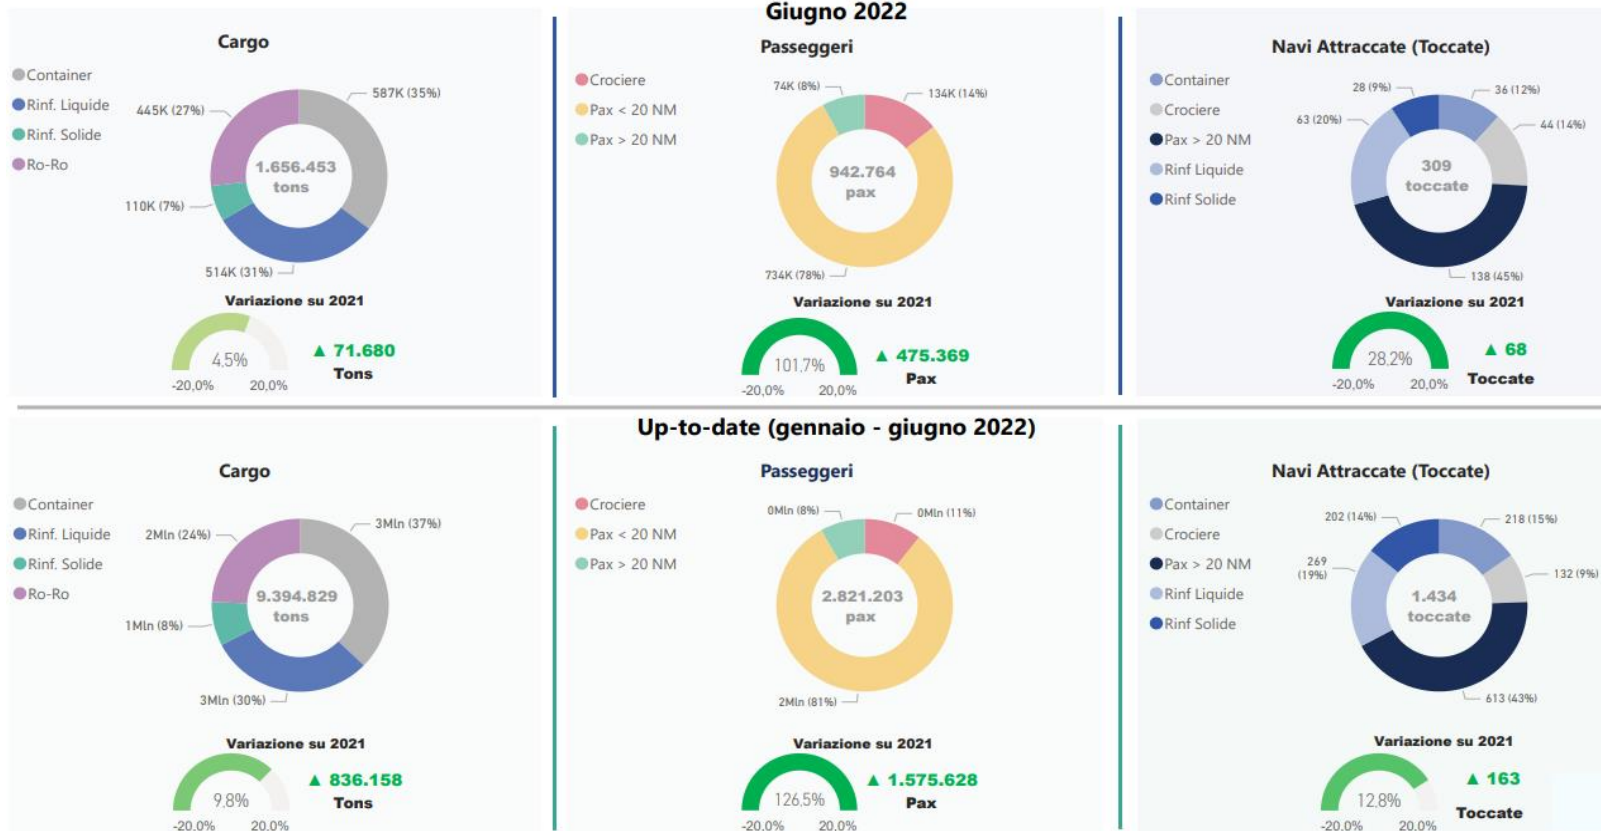 Giugno 2022
Cargo
Container
Rinf. Liquide
Rinf. Solide
Ro-Ro
587K (35%)
445K (27%)
110K (7%)
514K (31%)
1.656.453
tons
Variazione su 2021
4,5%
-20,0%
20,0%
▲ 71.680
Tons
Passeggeri
Crociere
Pax < 20 NM
Pax > 20 NM
74K (8%)
134K (14%)
734K (78%)
942.764
pax
Variazione su 2021
101,7%
-20,0%
20,0%
▲ 475.369
Pax
Navi Attraccate (Toccate)
Container
Crociere
Pax > 20 NM
Rinf Liquide
Rinf Solide
28 (9%)
36 (12%)
63 (20%)
44 (14%)
138 (45%)
309
toccate
Variazione su 2021
28,2%
-20,0%
20,0%
▲ 68
Toccate
Up-to-date (gennaio - giugno 2022)
Cargo
Container
Rinf. Liquide
Rinf. Solide
Ro-Ro
3Mln (37%)
2Mln (24%)
1Mln (8%)
3Mln (30%)
9.394.829
tons
Variazione su 2021
9,8%
-20,0%
20,0%
▲ 836.158
Tons
Passeggeri
Crociere
Pax < 20 NM
Pax > 20 NM
0Mln (8%)
0Mln (11%)
2Mln (81%)
2.821.203
pax
Variazione su 2021
126,5%
-20,0%
20,0%
▲ 1.575.628
Pax
Navi Attraccate (Toccate)
Container
Crociere
Pax > 20 NM
Rinf Liquide
Rinf Solide
202 (14%)
218 (15%)
269
(19%)
132 (9%)
613 (43%)
1.434
toccate
Variazione su 2021
12,8%
-20,0%
20,0%
▲ 163
Toccate